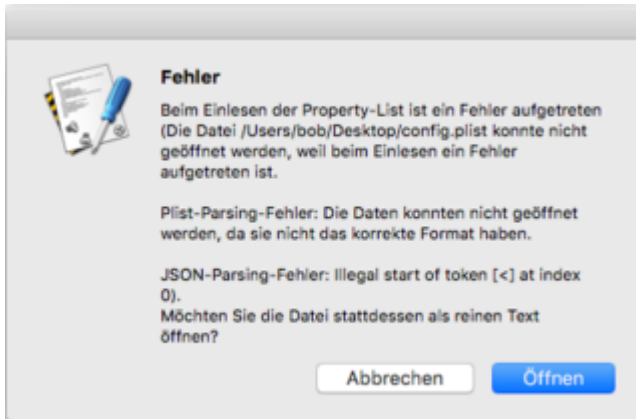 Fehler
Beim Einlesen der Property-List ist ein Fehler aufgetreten
(Die Datei /Users/bob/Desktop/config.plist konnte nicht
geöffnet werden, weil beim Einlesen ein Fehler
aufgetreten ist.
Plist-Parsing-Fehler: Die Daten konnten nicht geöffnet
werden, da sie nicht das korrekte Format haben.
JSON-Parsing-Fehler: Illegal start of token [<] at index
0).
Möchten Sie die Datei stattdessen als reinen Text
öffnen?
Abbrechen
Öffnen